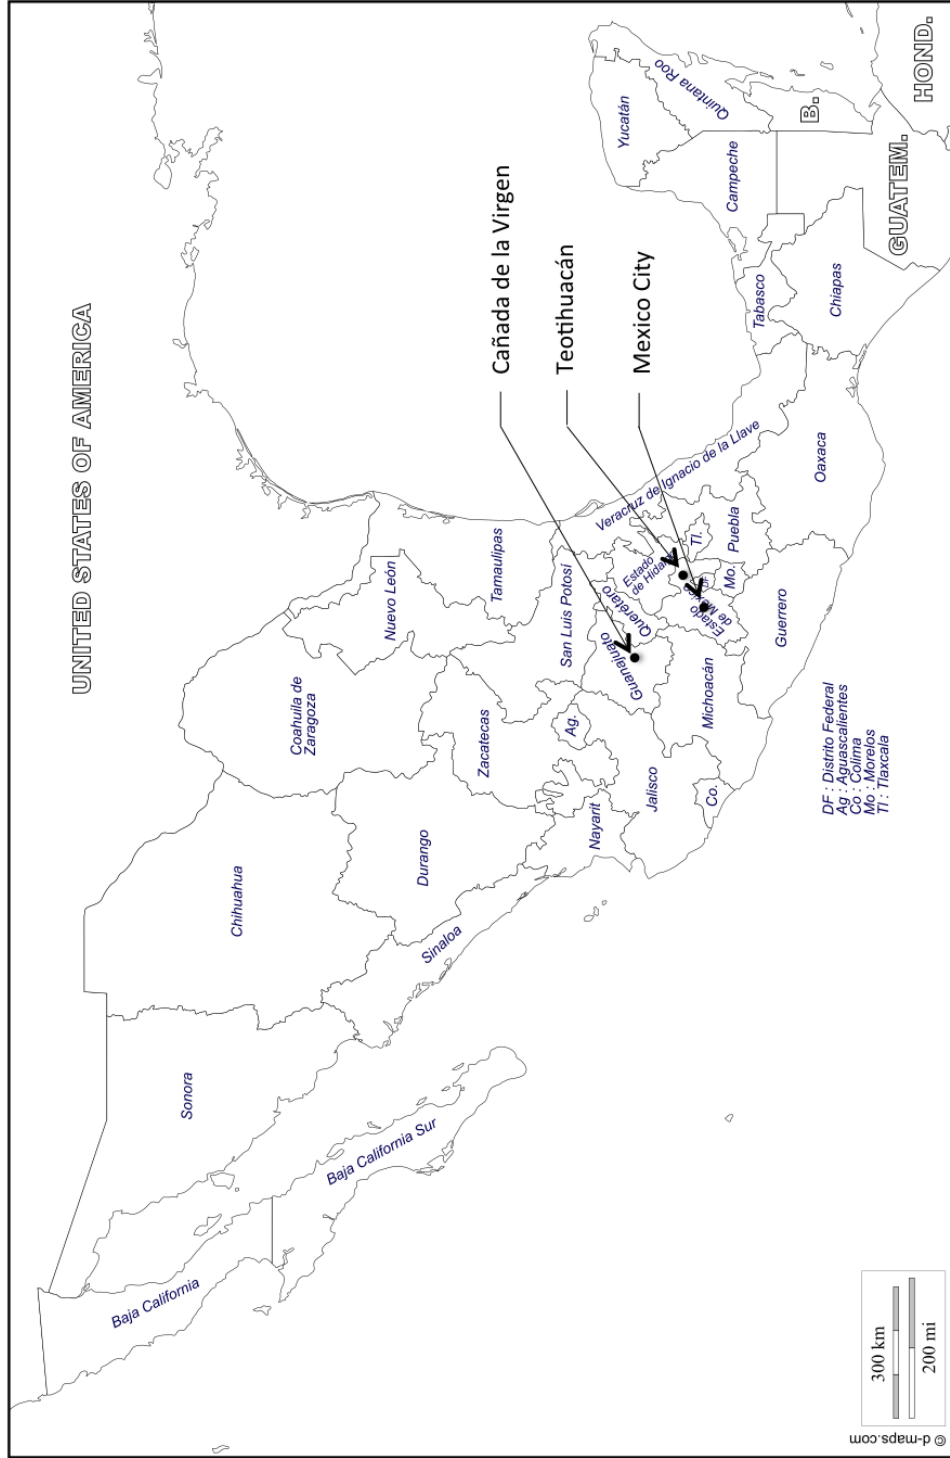 UNITED STATES OF AMERICA
Baja California
Sonora
Chihuahua
Coahuila de
Zaragoza
Nuevo León
Tamaulipas
Baja California Sur
Sinaloa
Durango
Zacatecas
San Luis Potosí
Nayarit
Ag.
Guanajuato
Querétaro
Estado
de Hidalgo
Veracruz de Ignacio de la Llave
Jalisco
Co.
Michoacán
Estado
de México
DF
Tl.
Mo.
Puebla
Guerrero
Oaxaca
Tabasco
Chiapas
Campeche
Yucatán
Quintana Roo
B.
GUATEM.
HOND.
Cañada de la Virgen
Teotihuacán
Mexico City
DF : Distrito Federal
Ag : Aguascalientes
Co : Colima
Mo : Morelos
Tl : Tlaxcala
300 km
200 mi
© d-maps.com